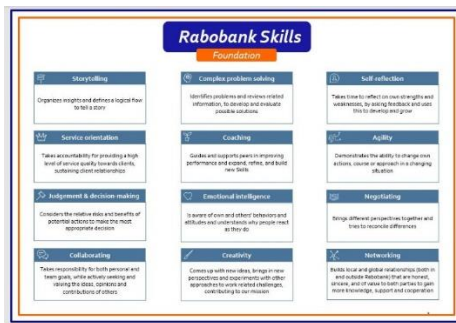 Rabobank Skills
Foundation
Storytelling
Organizes insights and defines a logical flow
to tell a story
Complex problem solving
Identifies problems and reviews related
information, to develop and evaluate
possible solutions
Self-reflection
Takes time to reflect on own strengths and
weaknesses, by asking feedback and uses
this to develop and grow
Service orientation
Takes accountability for providing a high
level of service quality towards clients,
sustaining client relationships
Coaching
Guides and supports peers in improving
performance and expand, refine, and build
new Skills
Agility
Demonstrates the ability to change own
actions, course or approach in a changing
situation
Judgement & decision-making
Considers the relative risks and benefits of
potential actions to make the most
appropriate decision
Emotional intelligence
Is aware of own and others' behaviors and
attitudes and understands why people react
as they do
Negotiating
Brings different perspectives together and
tries to reconcile differences
Collaborating
Takes responsibility for both personal and
team goals, while actively seeking and
valuing the ideas, opinions and
contributions of others
Creativity
Comes up with new ideas, brings in new
perspectives and experiments with other
approaches to work related challenges,
contributing to our mission
Networking
Builds local and global relationships (both in
and outside Rabobank) that are honest,
sincere, and of value to both parties to gain
more knowledge, support and cooperation